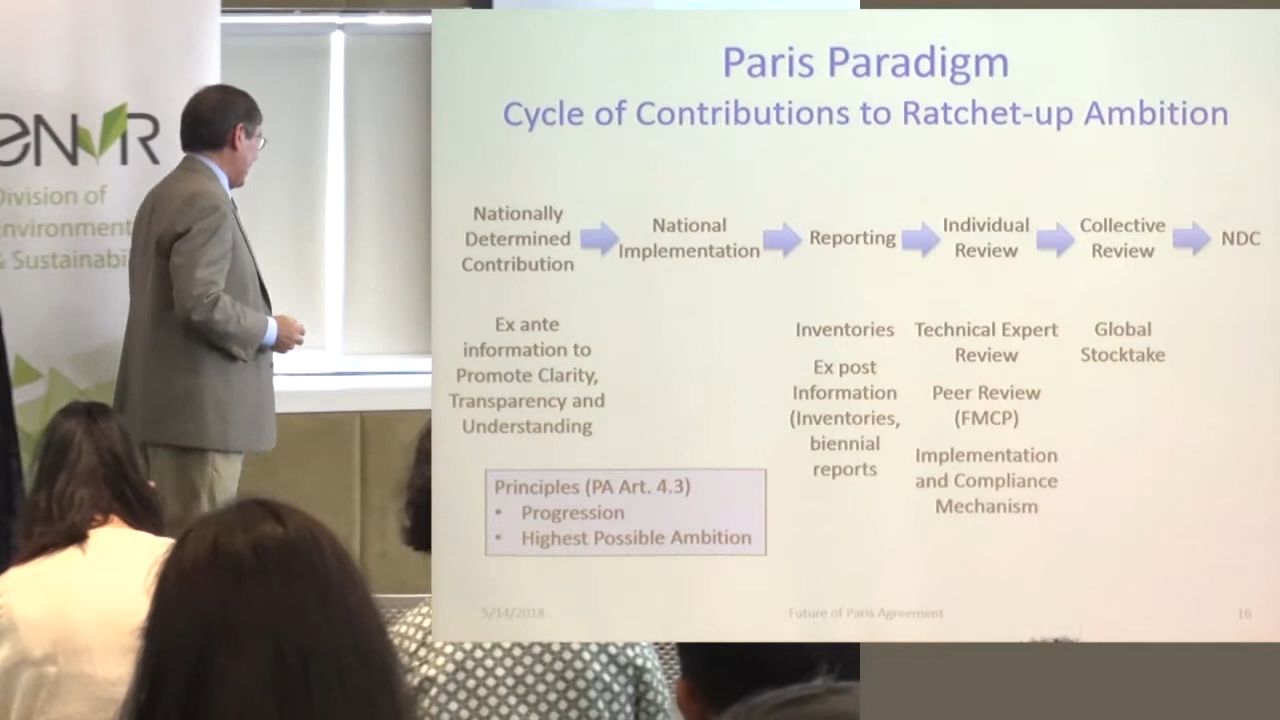 ENVR
Division of
Environment
& Sustainabi
Paris Paradigm
Cycle of Contributions to Ratchet-up Ambition
Nationally
Determined
Contribution
National
Implementation
Reporting
Individual
Review
Collective
Review
NDC
Ex ante
information to
Promote Clarity,
Transparency and
Understanding
Inventories
Ex post
Information
(Inventories,
biennial
reports
Technical Expert
Review
Peer Review
(FMCP)
Implementation
and Compliance
Mechanism
Global
Stocktake
Principles (PA Art. 4.3)
• Progression
• Highest Possible Ambition
5/14/2018
Future of Paris Agreement
16